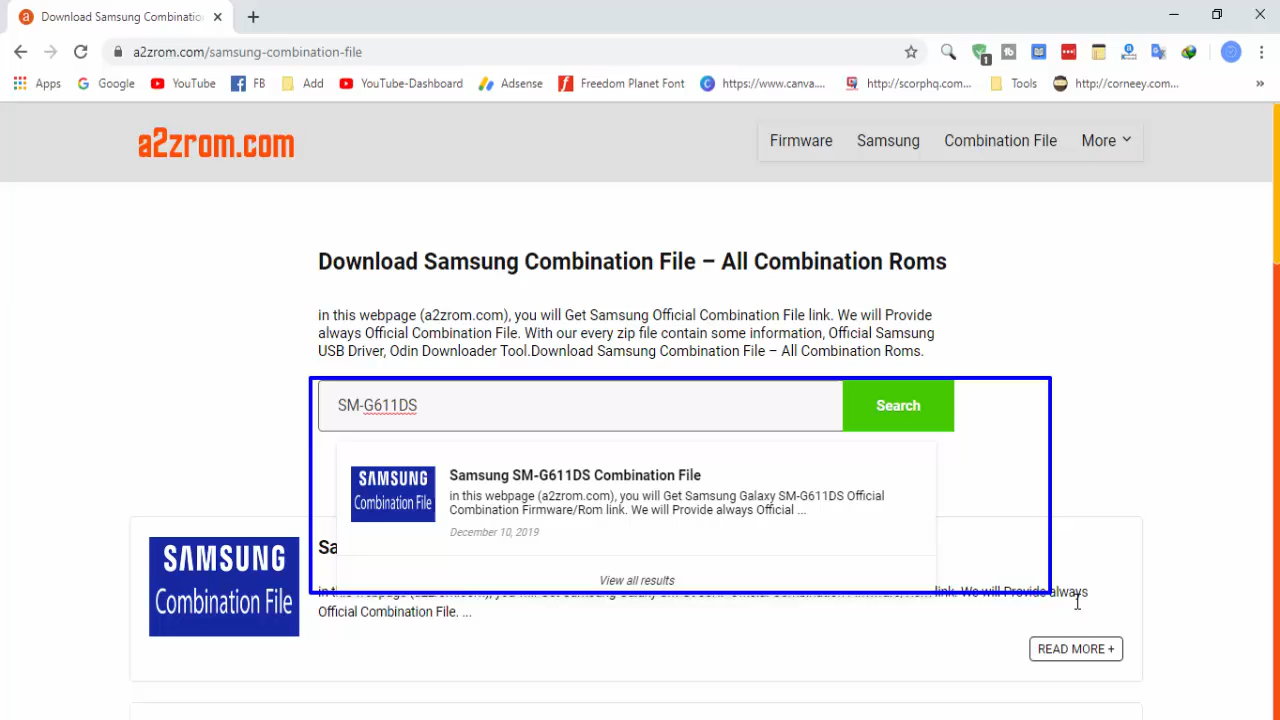 Download Samsung Combinatio
a2zrom.com/samsung-combination-file
1
Apps
Google
YouTube
FB
Add
YouTube-Dashboard
Adsense
Freedom Planet Font
https://www.canva....
http://scorphq.com...
Tools
http://corneey.com...
»
a2zrom.com
Firmware
Samsung
Combination File
More
Download Samsung Combination File – All Combination Roms
in this webpage (a2zrom.com), you will Get Samsung Official Combination File link. We will Provide
always Official Combination File. With our every zip file contain some information, Official Samsung
USB Driver, Odin Downloader Tool.Download Samsung Combination File – All Combination Roms.
SM-G611DS
Search
SAMSUNG
Combination File
Samsung SM-G611DS Combination File
in this webpage (a2zrom.com), you will Get Samsung Galaxy SM-G611DS Official
Combination Firmware/Rom link. We will Provide always Official ...
December 10, 2019
View all results
SAMSUNG
Combination File
Sa
link. We will Provide always
Official Combination File. ...
READ MORE +